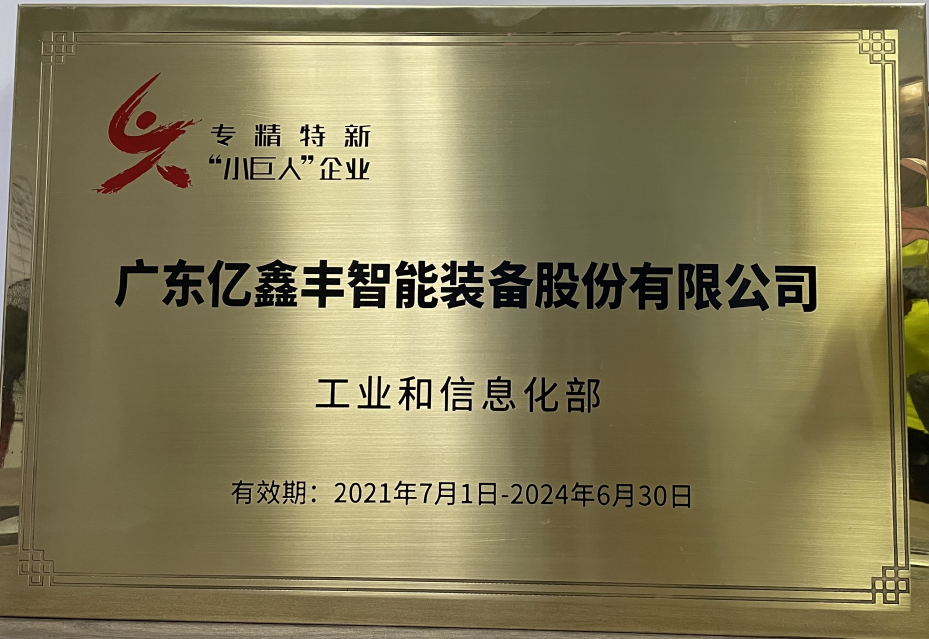 专精特新
“小巨人”企业
广东亿鑫丰智能装备股份有限公司
工业和信息化部
有效期：2021年7月1日-2024年6月30日